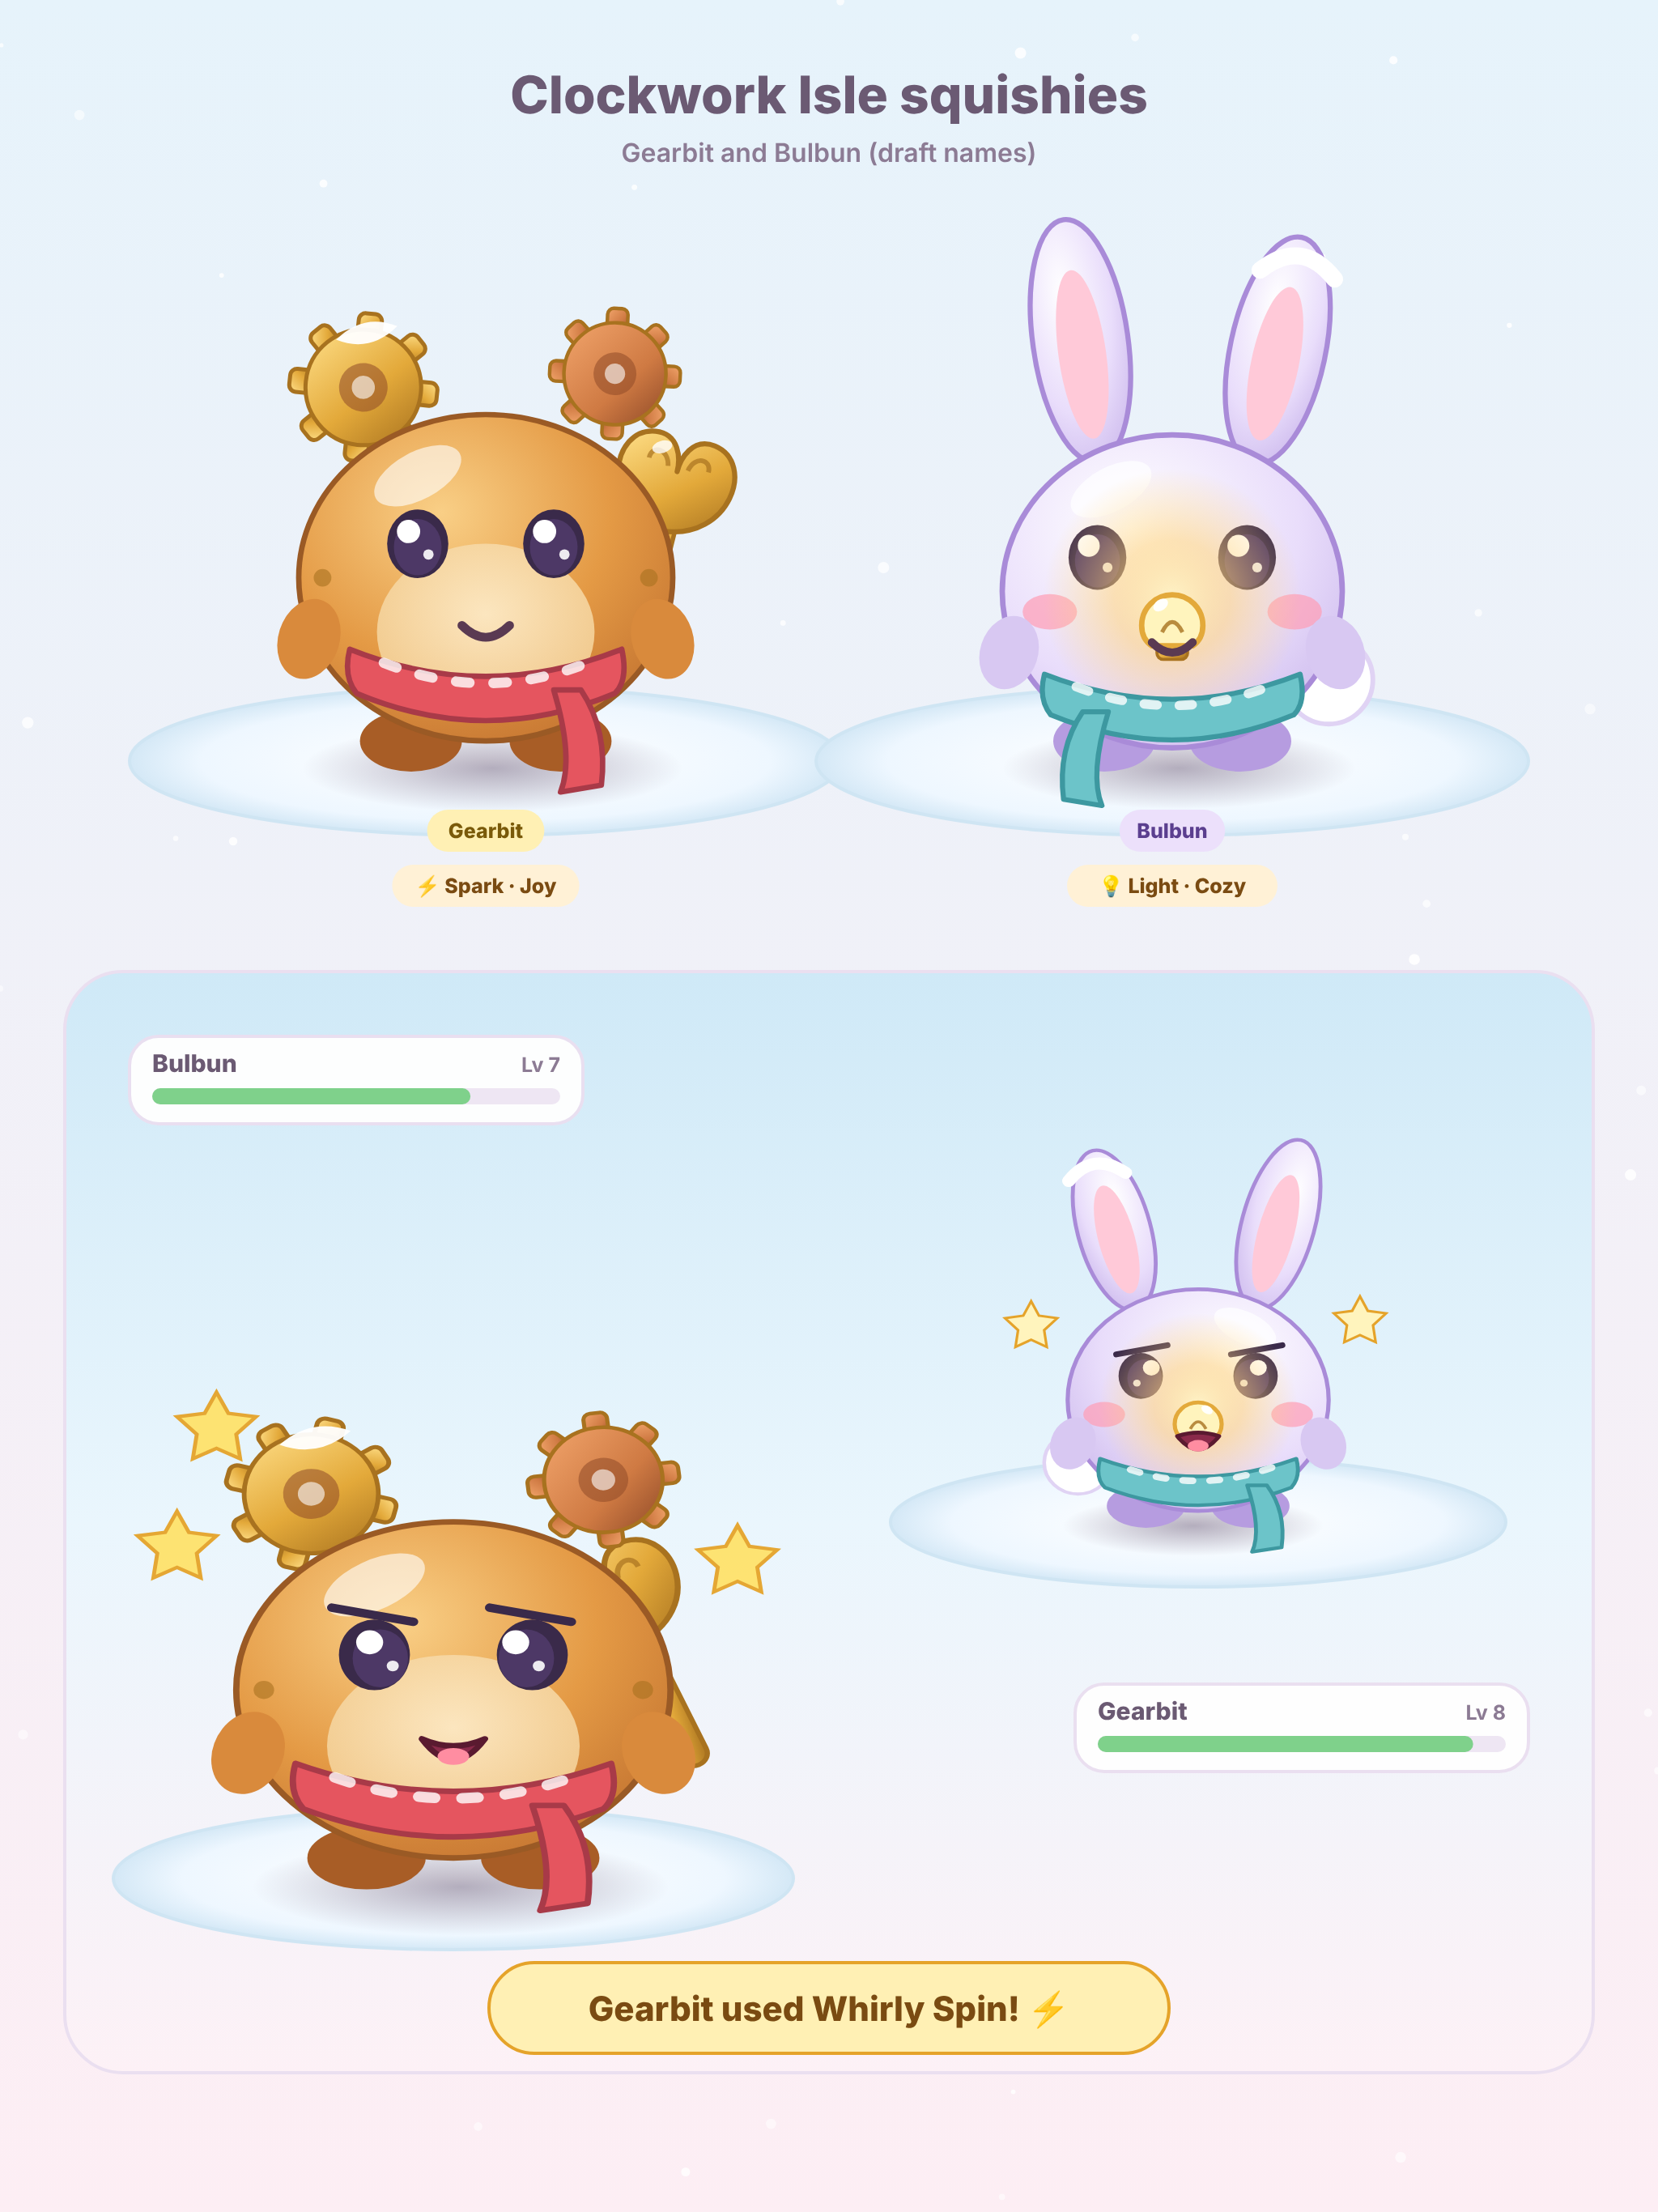 Clockwork Isle squishies
Gearbit and Bulbun (draft names)
Gearbit
Bulbun
⚡ Spark · Joy
💡 Light · Cozy
Bulbun Lv 7
Gearbit Lv 8
Gearbit used Whirly Spin! ⚡